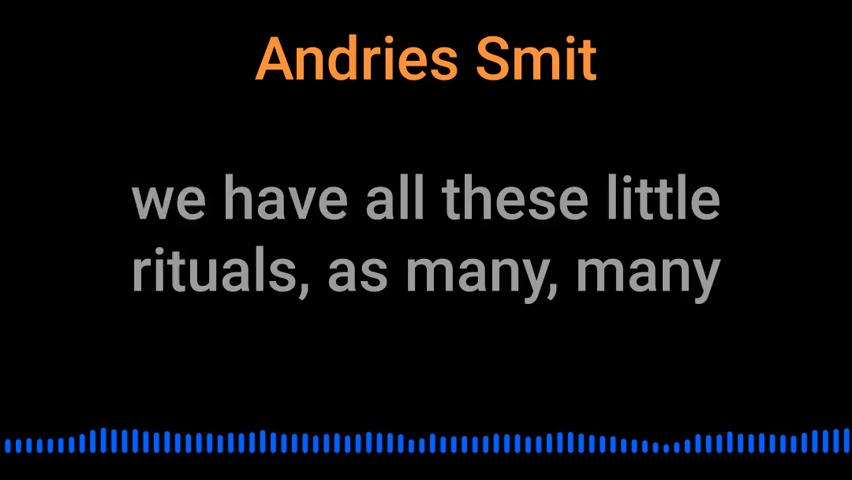 Andries Smit
we have all these little
rituals, as many, many